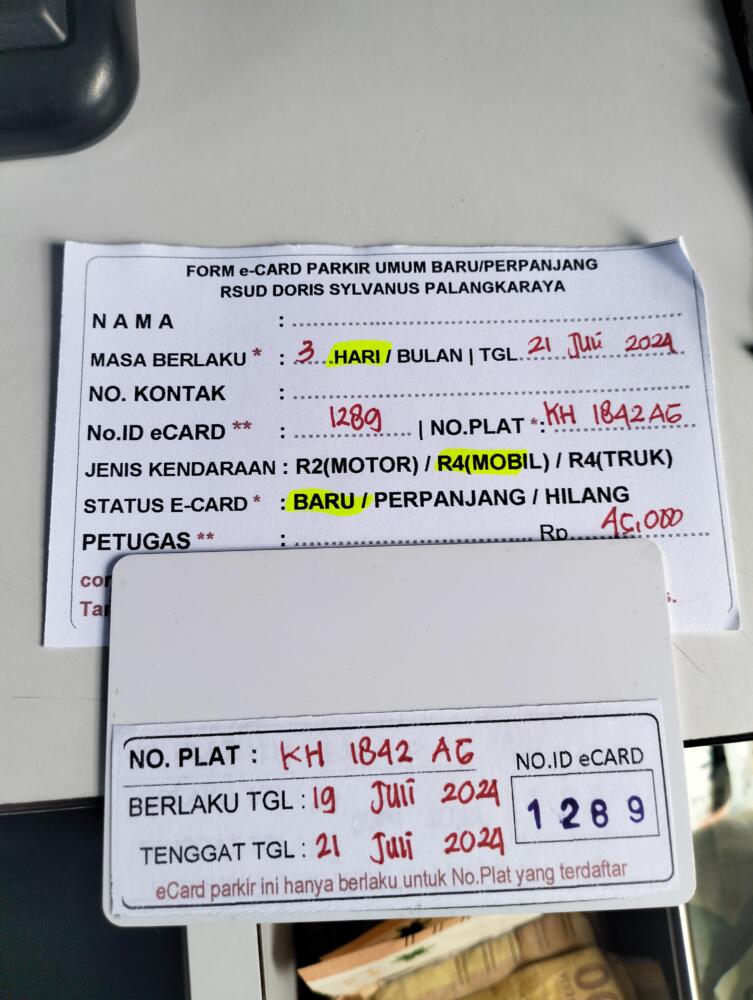 FORM e-CARD PARKIR UMUM BARU/PERPANJANG
RSUD DORIS SYLVANUS PALANGKARAYA
N A M A :
MASA BERLAKU * : 3 HARI / BULAN | TGL 21 Juli 2024
NO. KONTAK :
No.ID eCARD ** : 1289 | NO.PLAT *: KH 1842 AG
JENIS KENDARAAN : R2(MOTOR) / R4(MOBIL) / R4(TRUK)
STATUS E-CARD * : BARU / PERPANJANG / HILANG
PETUGAS ** : Rp. 45,000
NO. PLAT : KH 1842 AG
NO.ID eCARD
1289
BERLAKU TGL : 19 Juli 2024
TENGGAT TGL : 21 Juli 2024
eCard parkir ini hanya berlaku untuk No.Plat yang terdaftar